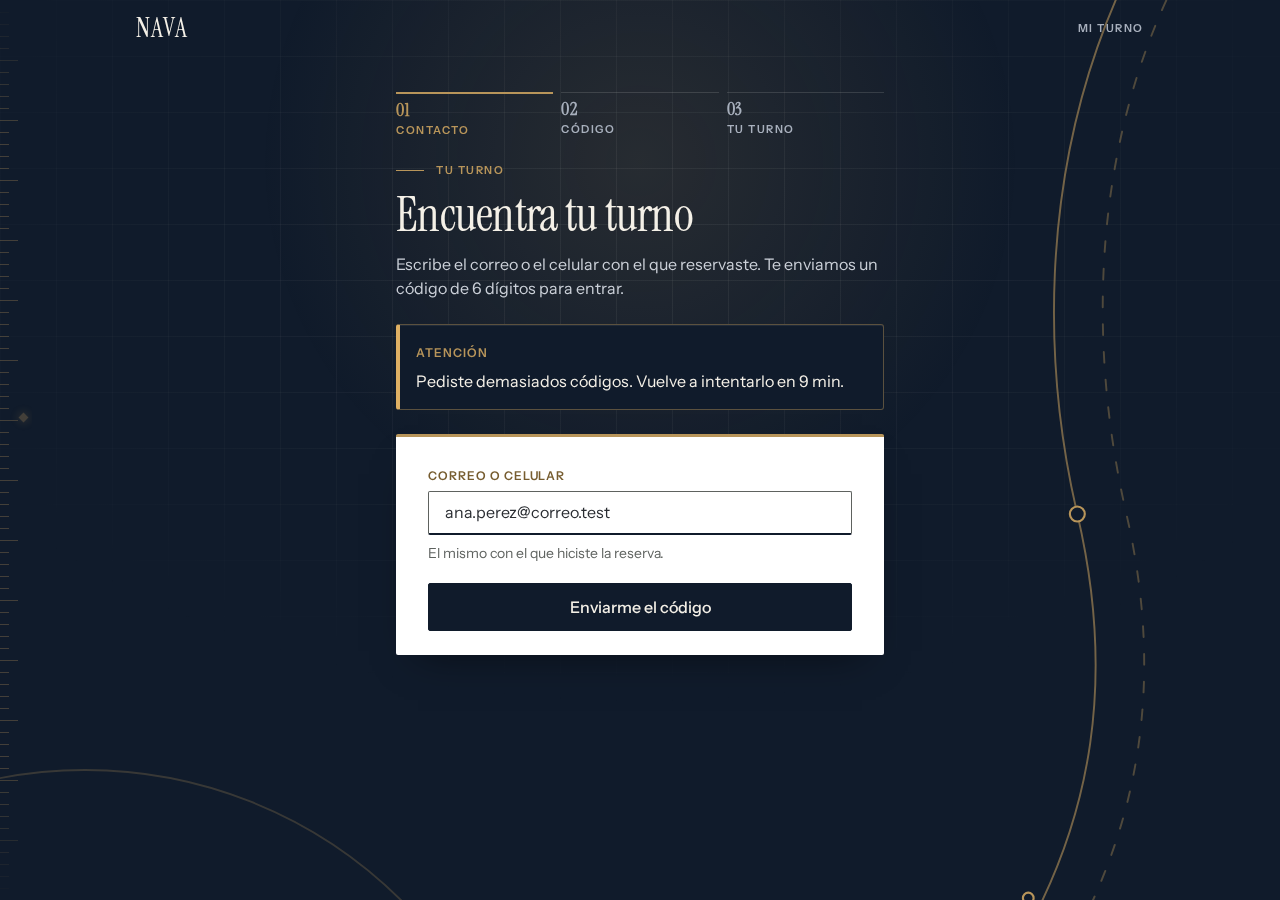 NAVA
MI TURNO
01
CONTACTO
02
CÓDIGO
03
TU TURNO
TU TURNO
Encuentra tu turno
Escribe el correo o el celular con el que reservaste. Te enviamos un
código de 6 dígitos para entrar.
ATENCIÓN
Pediste demasiados códigos. Vuelve a intentarlo en 9 min.
CORREO O CELULAR
ana.perez@correo.test
El mismo con el que hiciste la reserva.
Enviarme el código